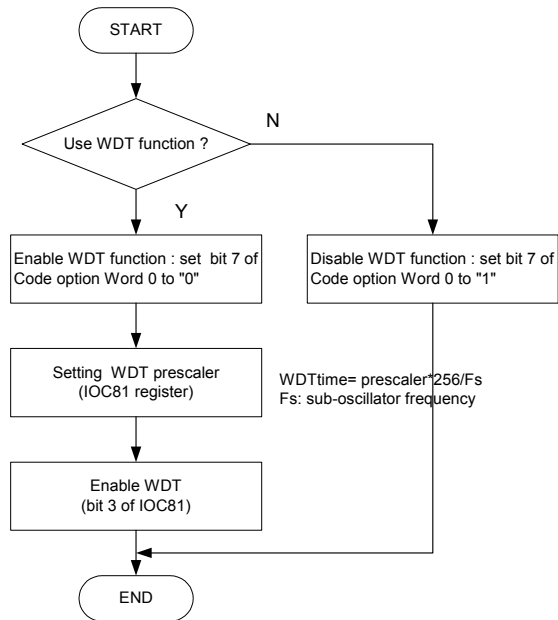 START
Use WDT function ?
N
Y
Enable WDT function : set bit 7 of
Code option Word 0 to "0"
Disable WDT function : set bit 7 of
Code option Word 0 to "1"
Setting WDT prescaler
(IOC81 register)
WDTtime= prescaler*256/Fs
Fs: sub-oscillator frequency
Enable WDT
(bit 3 of IOC81)
END